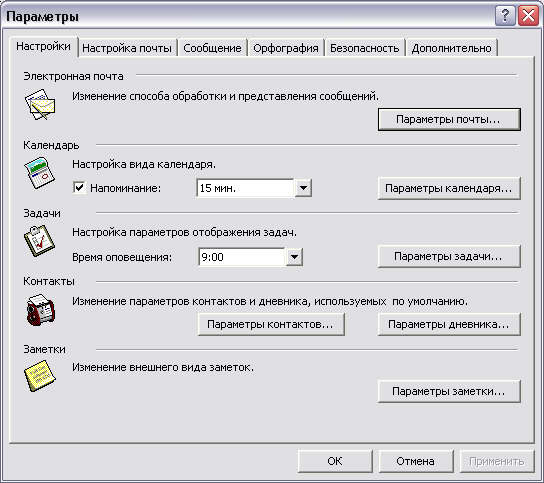 Параметры
Настройки Настройка почты Сообщение Орфография Безопасность Дополнительно
Электронная почта
Изменение способа обработки и представления сообщений.
Параметры почты...
Календарь
Настройка вида календаря.
Напоминание: 15 мин. Параметры календаря...
Задачи
Настройка параметров отображения задач.
Время оповещения: 9:00 Параметры задачи...
Контакты
Изменение параметров контактов и дневника, используемых по умолчанию.
Параметры контактов... Параметры дневника...
Заметки
Изменение внешнего вида заметок.
Параметры заметки...
ОК Отмена Применить